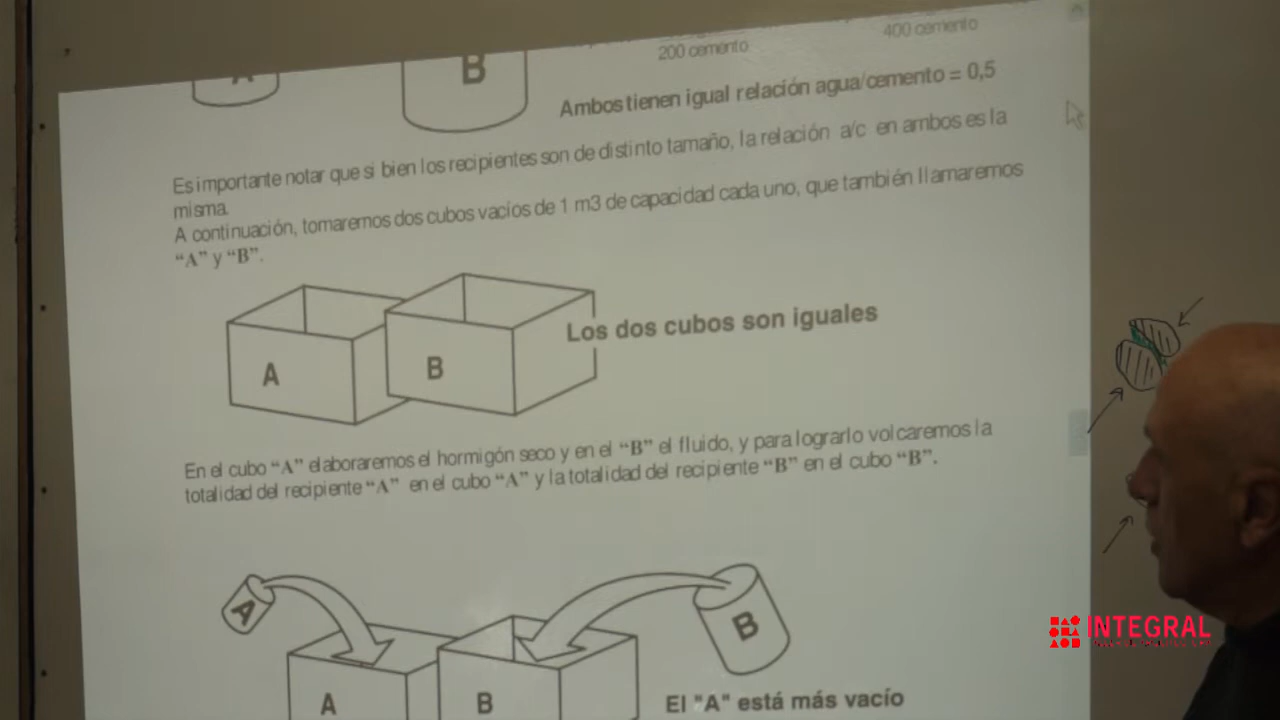 A
B
200 cemento
400 cemento
Ambos tienen igual relación agua/cemento = 0,5
Es importante notar que si bien los recipientes son de distinto tamaño, la relación a/c en ambos es la
misma.
A continuación, tomaremos dos cubos vacíos de 1 m3 de capacidad cada uno, que también llamaremos
“A” y “B”.
A
B
Los dos cubos son iguales
En el cubo “A” elaboraremos el hormigón seco y en el “B” el fluido, y para lograrlo volcaremos la
totalidad del recipiente “A” en el cubo “A” y la totalidad del recipiente “B” en el cubo “B”.
A
B
A
B
El "A" está más vacío
INTEGRAL